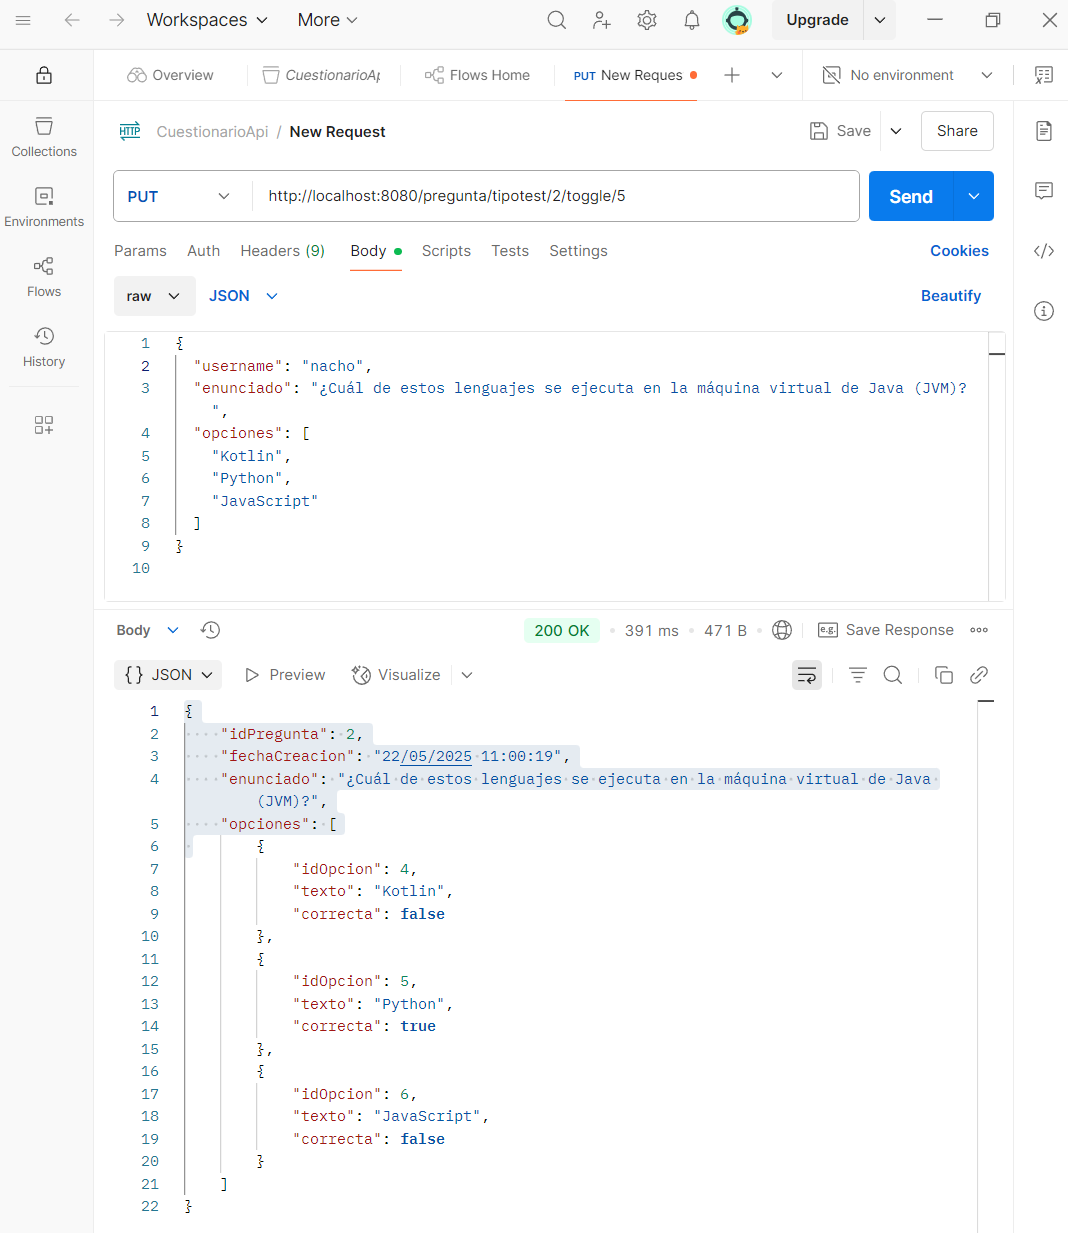 Workspaces More Upgrade
Overview CuestionarioAp Flows Home PUT New Reques No environment
HTTP CuestionarioApi / New Request Save Share
Collections
Environments
Flows
History
PUT http://localhost:8080/pregunta/tipotest/2/toggle/5 Send
Params Auth Headers (9) Body Scripts Tests Settings Cookies
raw JSON Beautify
1 {
2 "username": "nacho",
3 "enunciado": "¿Cuál de estos lenguajes se ejecuta en la máquina virtual de Java (JVM)?
",
4 "opciones": [
5 "Kotlin",
6 "Python",
7 "JavaScript"
8 ]
9 }
10
Body 200 OK 391 ms 471 B e.g. Save Response
{} JSON Preview Visualize
1 {
2 "idPregunta": 2,
3 "fechaCreacion": "22/05/2025 11:00:19",
4 "enunciado": "¿Cuál de estos lenguajes se ejecuta en la máquina virtual de Java
(JVM)?",
5 "opciones": [
6 {
7 "idOpcion": 4,
8 "texto": "Kotlin",
9 "correcta": false
10 },
11 {
12 "idOpcion": 5,
13 "texto": "Python",
14 "correcta": true
15 },
16 {
17 "idOpcion": 6,
18 "texto": "JavaScript",
19 "correcta": false
20 }
21 ]
22 }